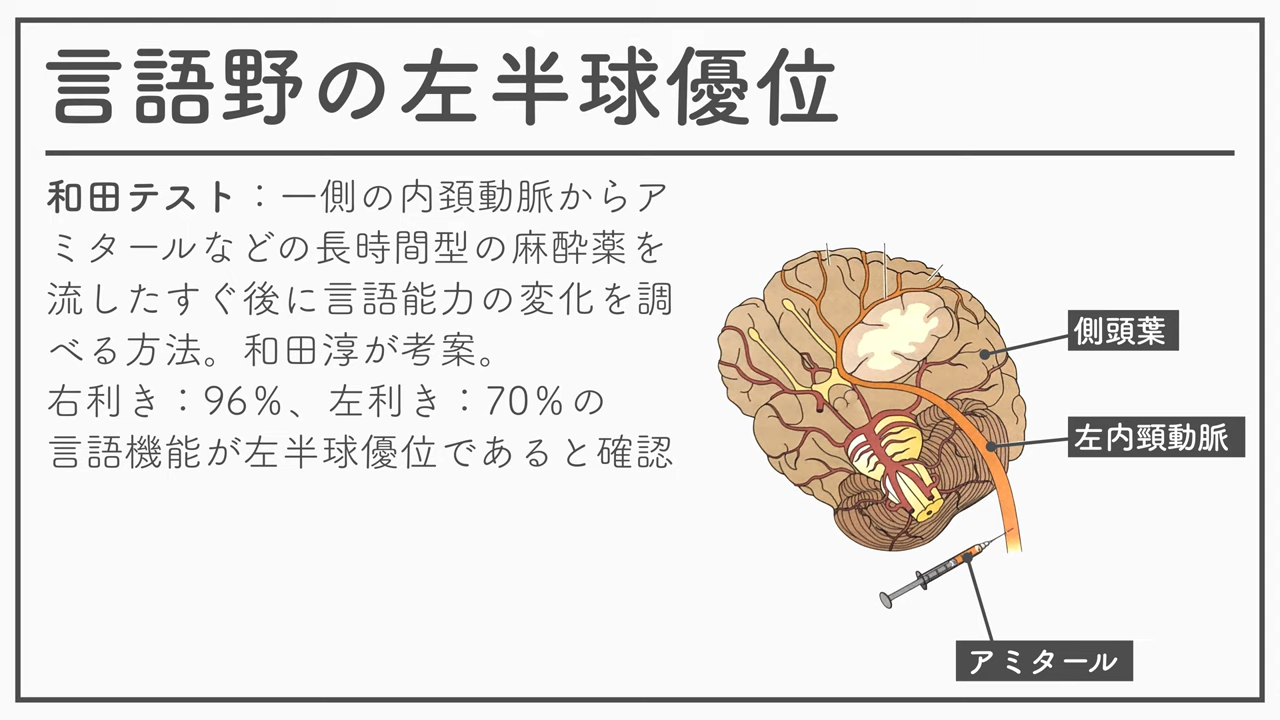 言語野の左半球優位
和田テスト：一側の内頚動脈からア
ミタールなどの長時間型の麻酔薬を
流したすぐ後に言語能力の変化を調
べる方法。和田淳が考案。
右利き：96％、左利き：70％の
言語機能が左半球優位であると確認
側頭葉
左内頸動脈
アミタール